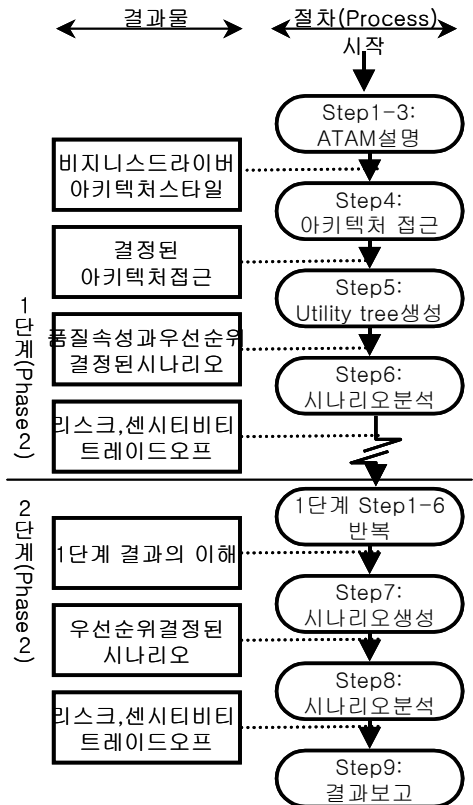 결과물
절차(Process)
시작
Step1-3:
ATAM설명
비지니스드라이버
아키텍처스타일
Step4:
아키텍처 접근
결정된
아키텍처접근
Step5:
Utility tree생성
1단계(Phase2)
품질속성과우선순위
결정된시나리오
Step6:
시나리오분석
리스크,센시티비티
트레이드오프
2단계(Phase2)
1단계 Step1-6
반복
1단계 결과의 이해
Step7:
시나리오생성
우선순위결정된
시나리오
Step8:
시나리오분석
리스크,센시티비티
트레이드오프
Step9:
결과보고